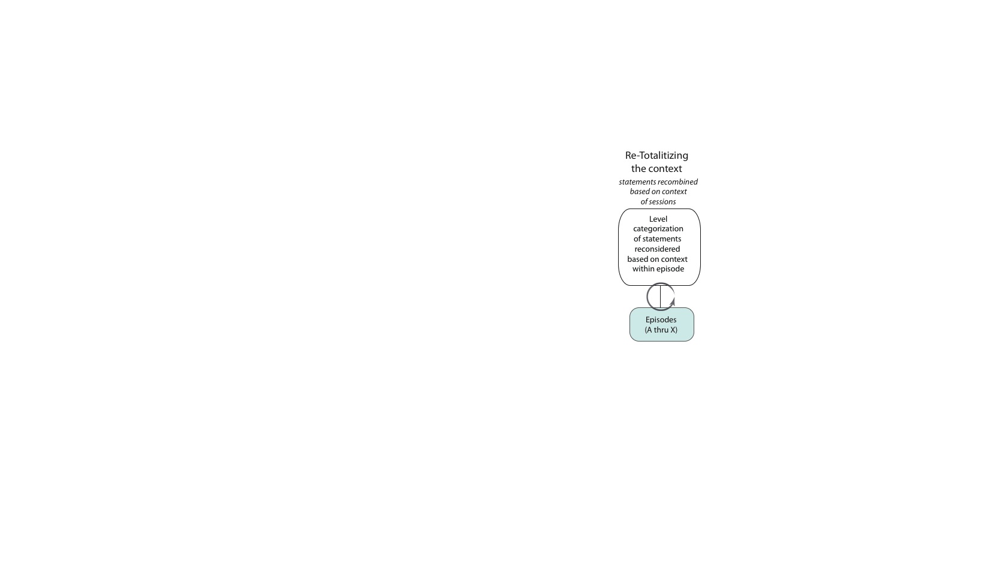 Re-Totalitizing
the context
statements recombined
based on context
of sessions
Level
categorization
of statements
reconsidered
based on context
within episode
Episodes
(A thru X)